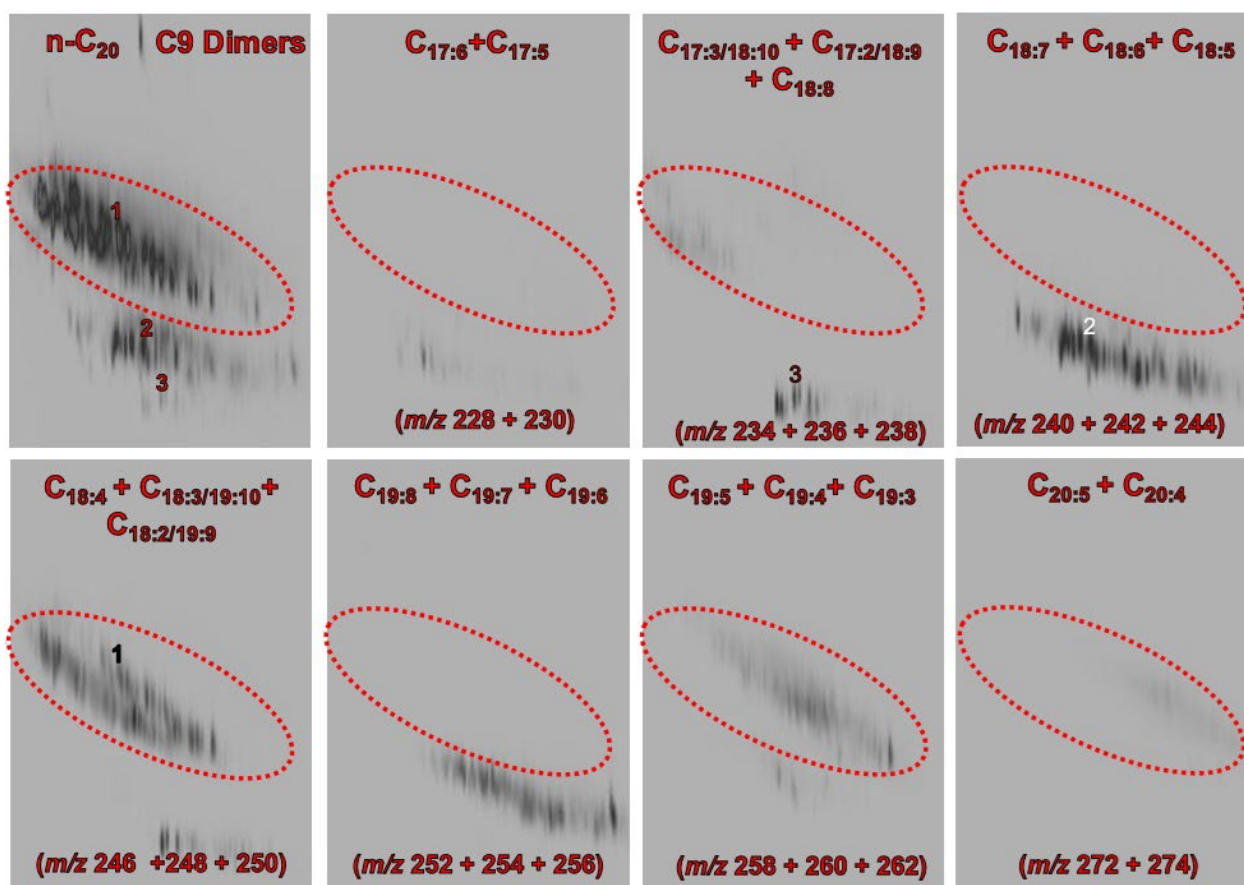 n-C₂₀ C9 Dimers
1
2
3
C₁₇:₆+C₁₇:₅
(m/z 228 + 230)
C₁₇:₃/₁₈:₁₀ + C₁₇:₂/₁₈:₉
+ C₁₈:₈
3
(m/z 234 + 236 + 238)
C₁₈:₇ + C₁₈:₆+ C₁₈:₅
2
(m/z 240 + 242 + 244)
C₁₈:₄ + C₁₈:₃/₁₉:₁₀+
C₁₈:₂/₁₉:₉
1
(m/z 246 +248 + 250)
C₁₉:₈ + C₁₉:₇ + C₁₉:₆
(m/z 252 + 254 + 256)
C₁₉:₅ + C₁₉:₄+ C₁₉:₃
(m/z 258 + 260 + 262)
C₂₀:₅ + C₂₀:₄
(m/z 272 + 274)